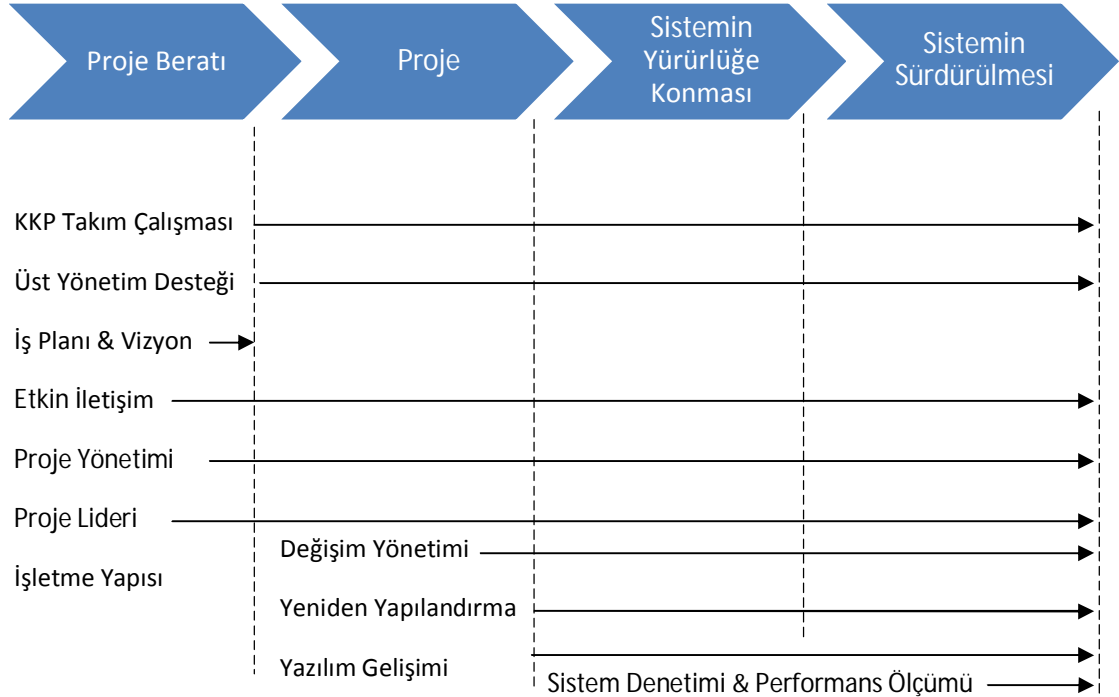 Proje Beratı
Proje
Sistemin
Yürürlüğe
Konması
Sistemin
Sürdürülmesi
KKP Takım Çalışması
Üst Yönetim Desteği
İş Planı & Vizyon
Etkin İletişim
Proje Yönetimi
Proje Lideri
Değişim Yönetimi
İşletme Yapısı
Yeniden Yapılandırma
Yazılım Gelişimi
Sistem Denetimi & Performans Ölçümü